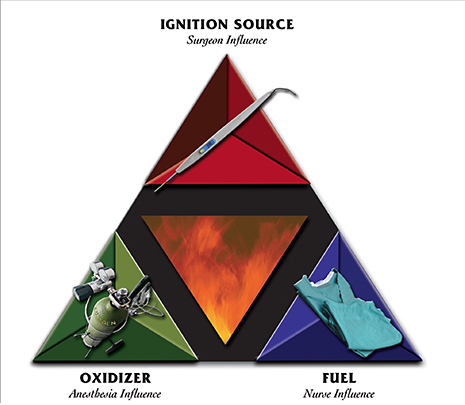 IGNITION SOURCE
Surgeon Influence
OXIDIZER
Anesthesia Influence
FUEL
Nurse Influence